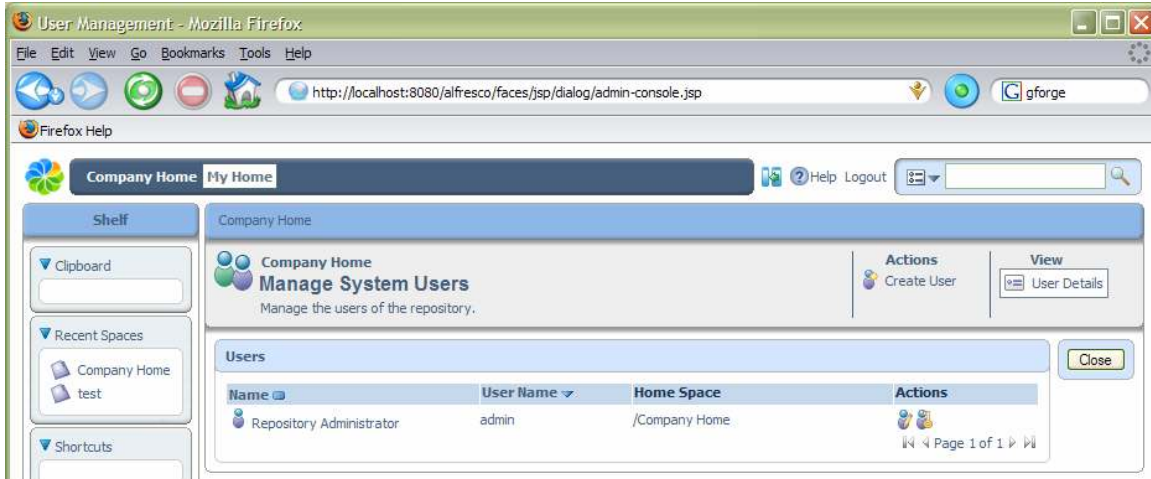 User Management - Mozilla Firefox
File Edit View Go Bookmarks Tools Help
http://localhost:8080/alfresco/faces/jsp/dialog/admin-console.jsp
G gforge
Firefox Help
Company Home My Home
Help Logout
Shelf
Company Home
Clipboard
Company Home
Manage System Users
Manage the users of the repository.
Actions
Create User
View
User Details
Recent Spaces
Company Home
test
Shortcuts
Users
Close
Name User Name Home Space Actions
Repository Administrator admin /Company Home
Page 1 of 1